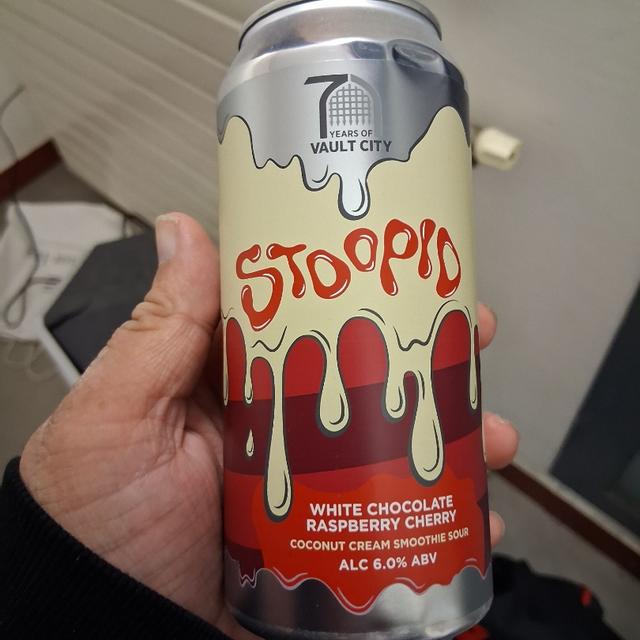 7
YEARS OF
VAULT CITY
STOOPID
WHITE CHOCOLATE
RASPBERRY CHERRY
COCONUT CREAM SMOOTHIE SOUR
ALC 6.0% ABV